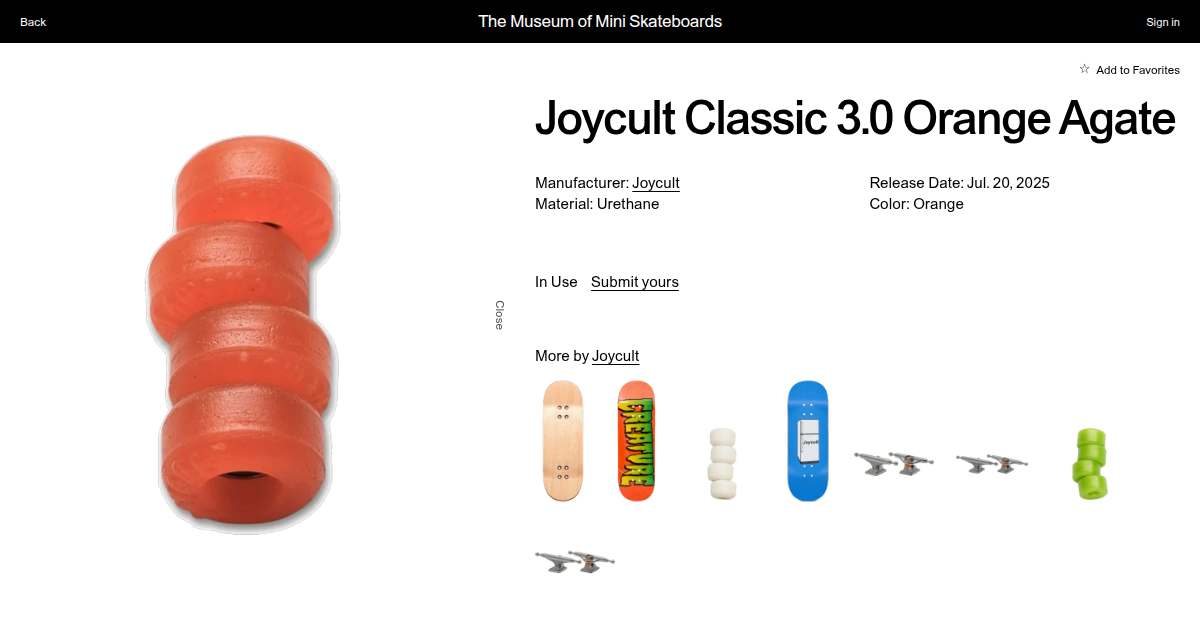 Back
The Museum of Mini Skateboards
Sign in
☆ Add to Favorites
Joycult Classic 3.0 Orange Agate
Manufacturer: Joycult
Material: Urethane
Release Date: Jul. 20, 2025
Color: Orange
In Use Submit yours
Close
More by Joycult
CREATURE
Joycult